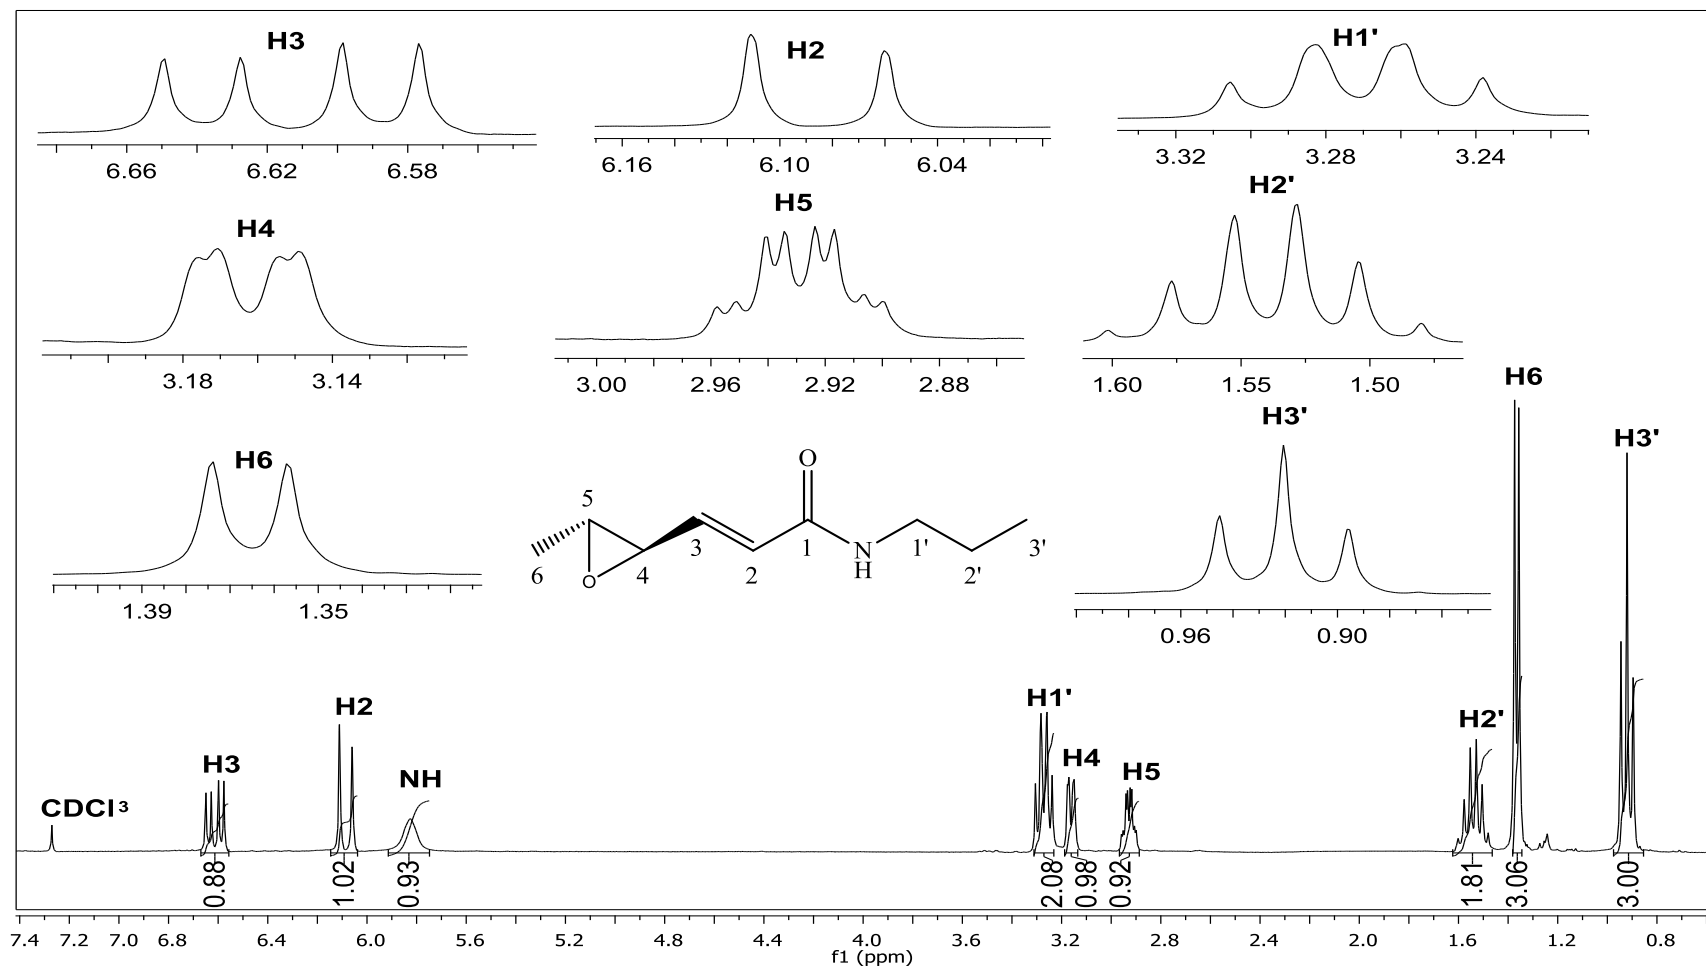 H3
6.66 6.62 6.58
H2
6.16 6.10 6.04
H1'
3.32 3.28 3.24
H4
3.18 3.14
H5
3.00 2.96 2.92 2.88
H2'
1.60 1.55 1.50
H6
1.39 1.35
O
5
6
O
4
3
2
1
N
H
1'
2'
3'
H3'
0.96 0.90
CDCl3
H3
H2
NH
H1'
H4
H5
H2'
H6
H3'
0.88
1.02
0.93
2.08
0.98
0.92
1.81
3.06
3.00
7.4 7.2 7.0 6.8 6.4 6.0 5.6 5.2 4.8 4.4 4.0 3.6 3.2 2.8 2.4 2.0 1.6 1.2 0.8
f1 (ppm)